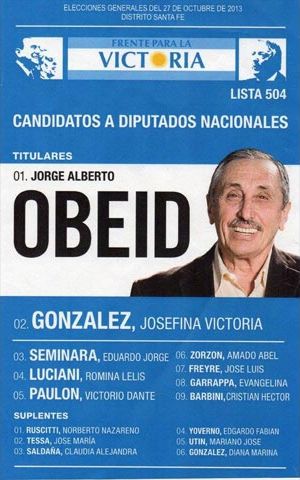 ELECCIONES GENERALES DEL 27 DE OCTUBRE DE 2013
DISTRITO SANTA FE
FRENTE PARA LA
VICTORIA
LISTA 504
CANDIDATOS A DIPUTADOS NACIONALES
TITULARES
01. JORGE ALBERTO
OBEID
02. GONZALEZ, JOSEFINA VICTORIA
03. SEMINARA, EDUARDO JORGE
04. LUCIANI, ROMINA LELIS
05. PAULON, VICTORIO DANTE
06. ZORZON, AMADO ABEL
07. FREYRE, JOSE LUIS
08. GARRAPPA, EVANGELINA
09. BARBINI, CRISTIAN HECTOR
SUPLENTES
01. RUSCITTI, NORBERTO NAZARENO
02. TESSA, JOSE MARÍA
03. SALDAÑA, CLAUDIA ALEJANDRA
04. YOVERNO, EDGARDO FABIAN
05. UTIN, MARIANO JOSE
06. GONZALEZ, DIANA MARINA